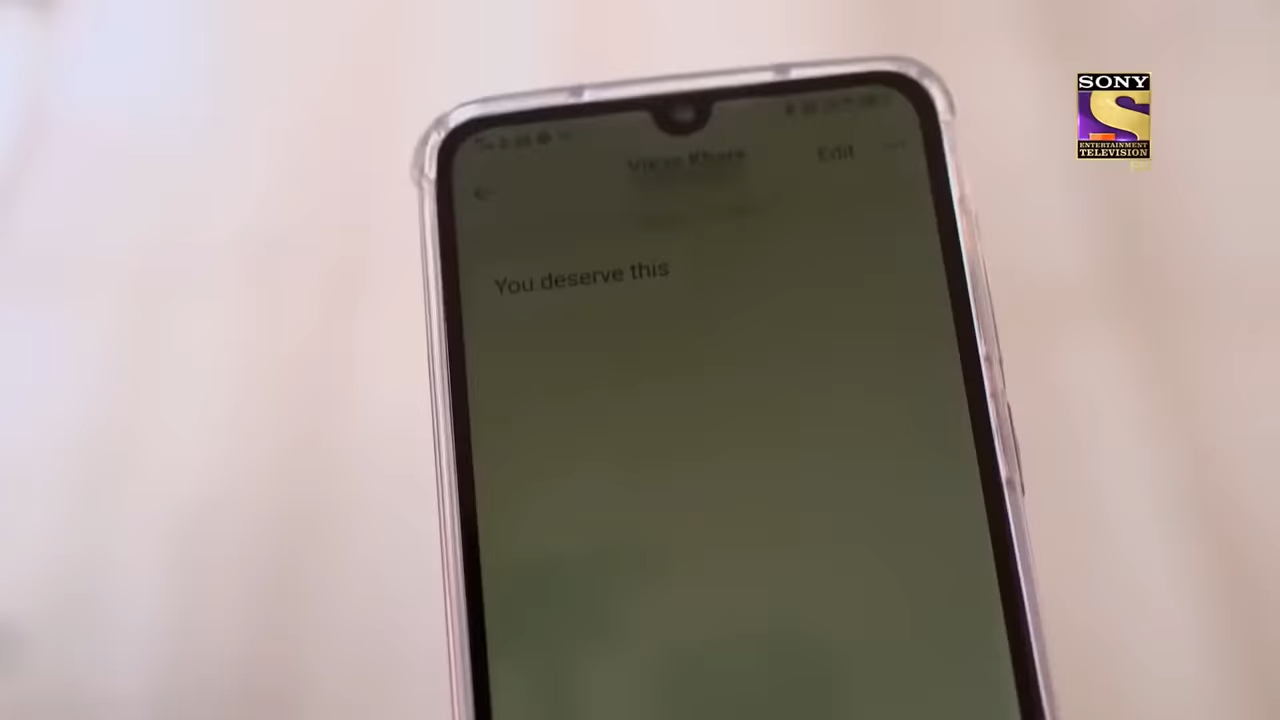 SONY
ENTERTAINMENT
TELEVISION
Edit
You deserve this